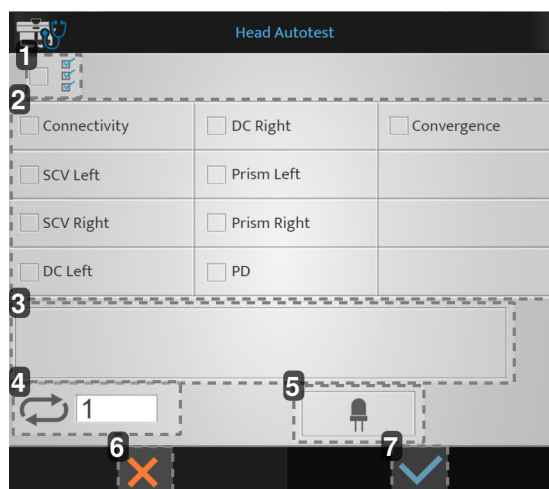 Head Autotest
1
2
Connectivity DC Right Convergence
SCV Left Prism Left
SCV Right Prism Right
DC Left PD
3
4
1
5
6
7